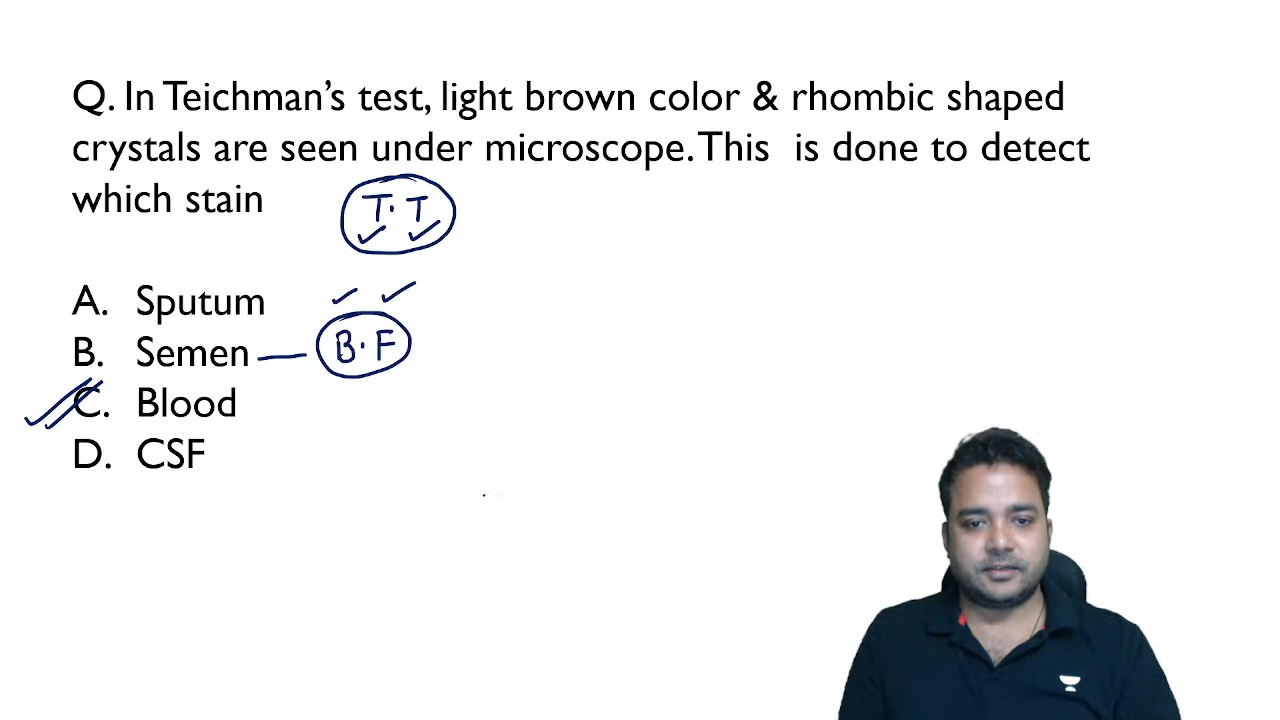 Q. In Teichman's test, light brown color & rhombic shaped
crystals are seen under microscope. This is done to detect
which stain
T. T
A. Sputum
B. Semen — B. F
C. Blood
D. CSF